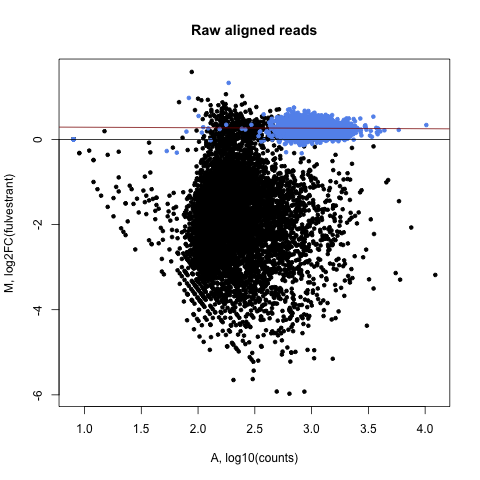 Raw aligned reads
M, log2FC(fulvestrant)
0
-2
-4
-6
1.0 1.5 2.0 2.5 3.0 3.5 4.0
A, log10(counts)